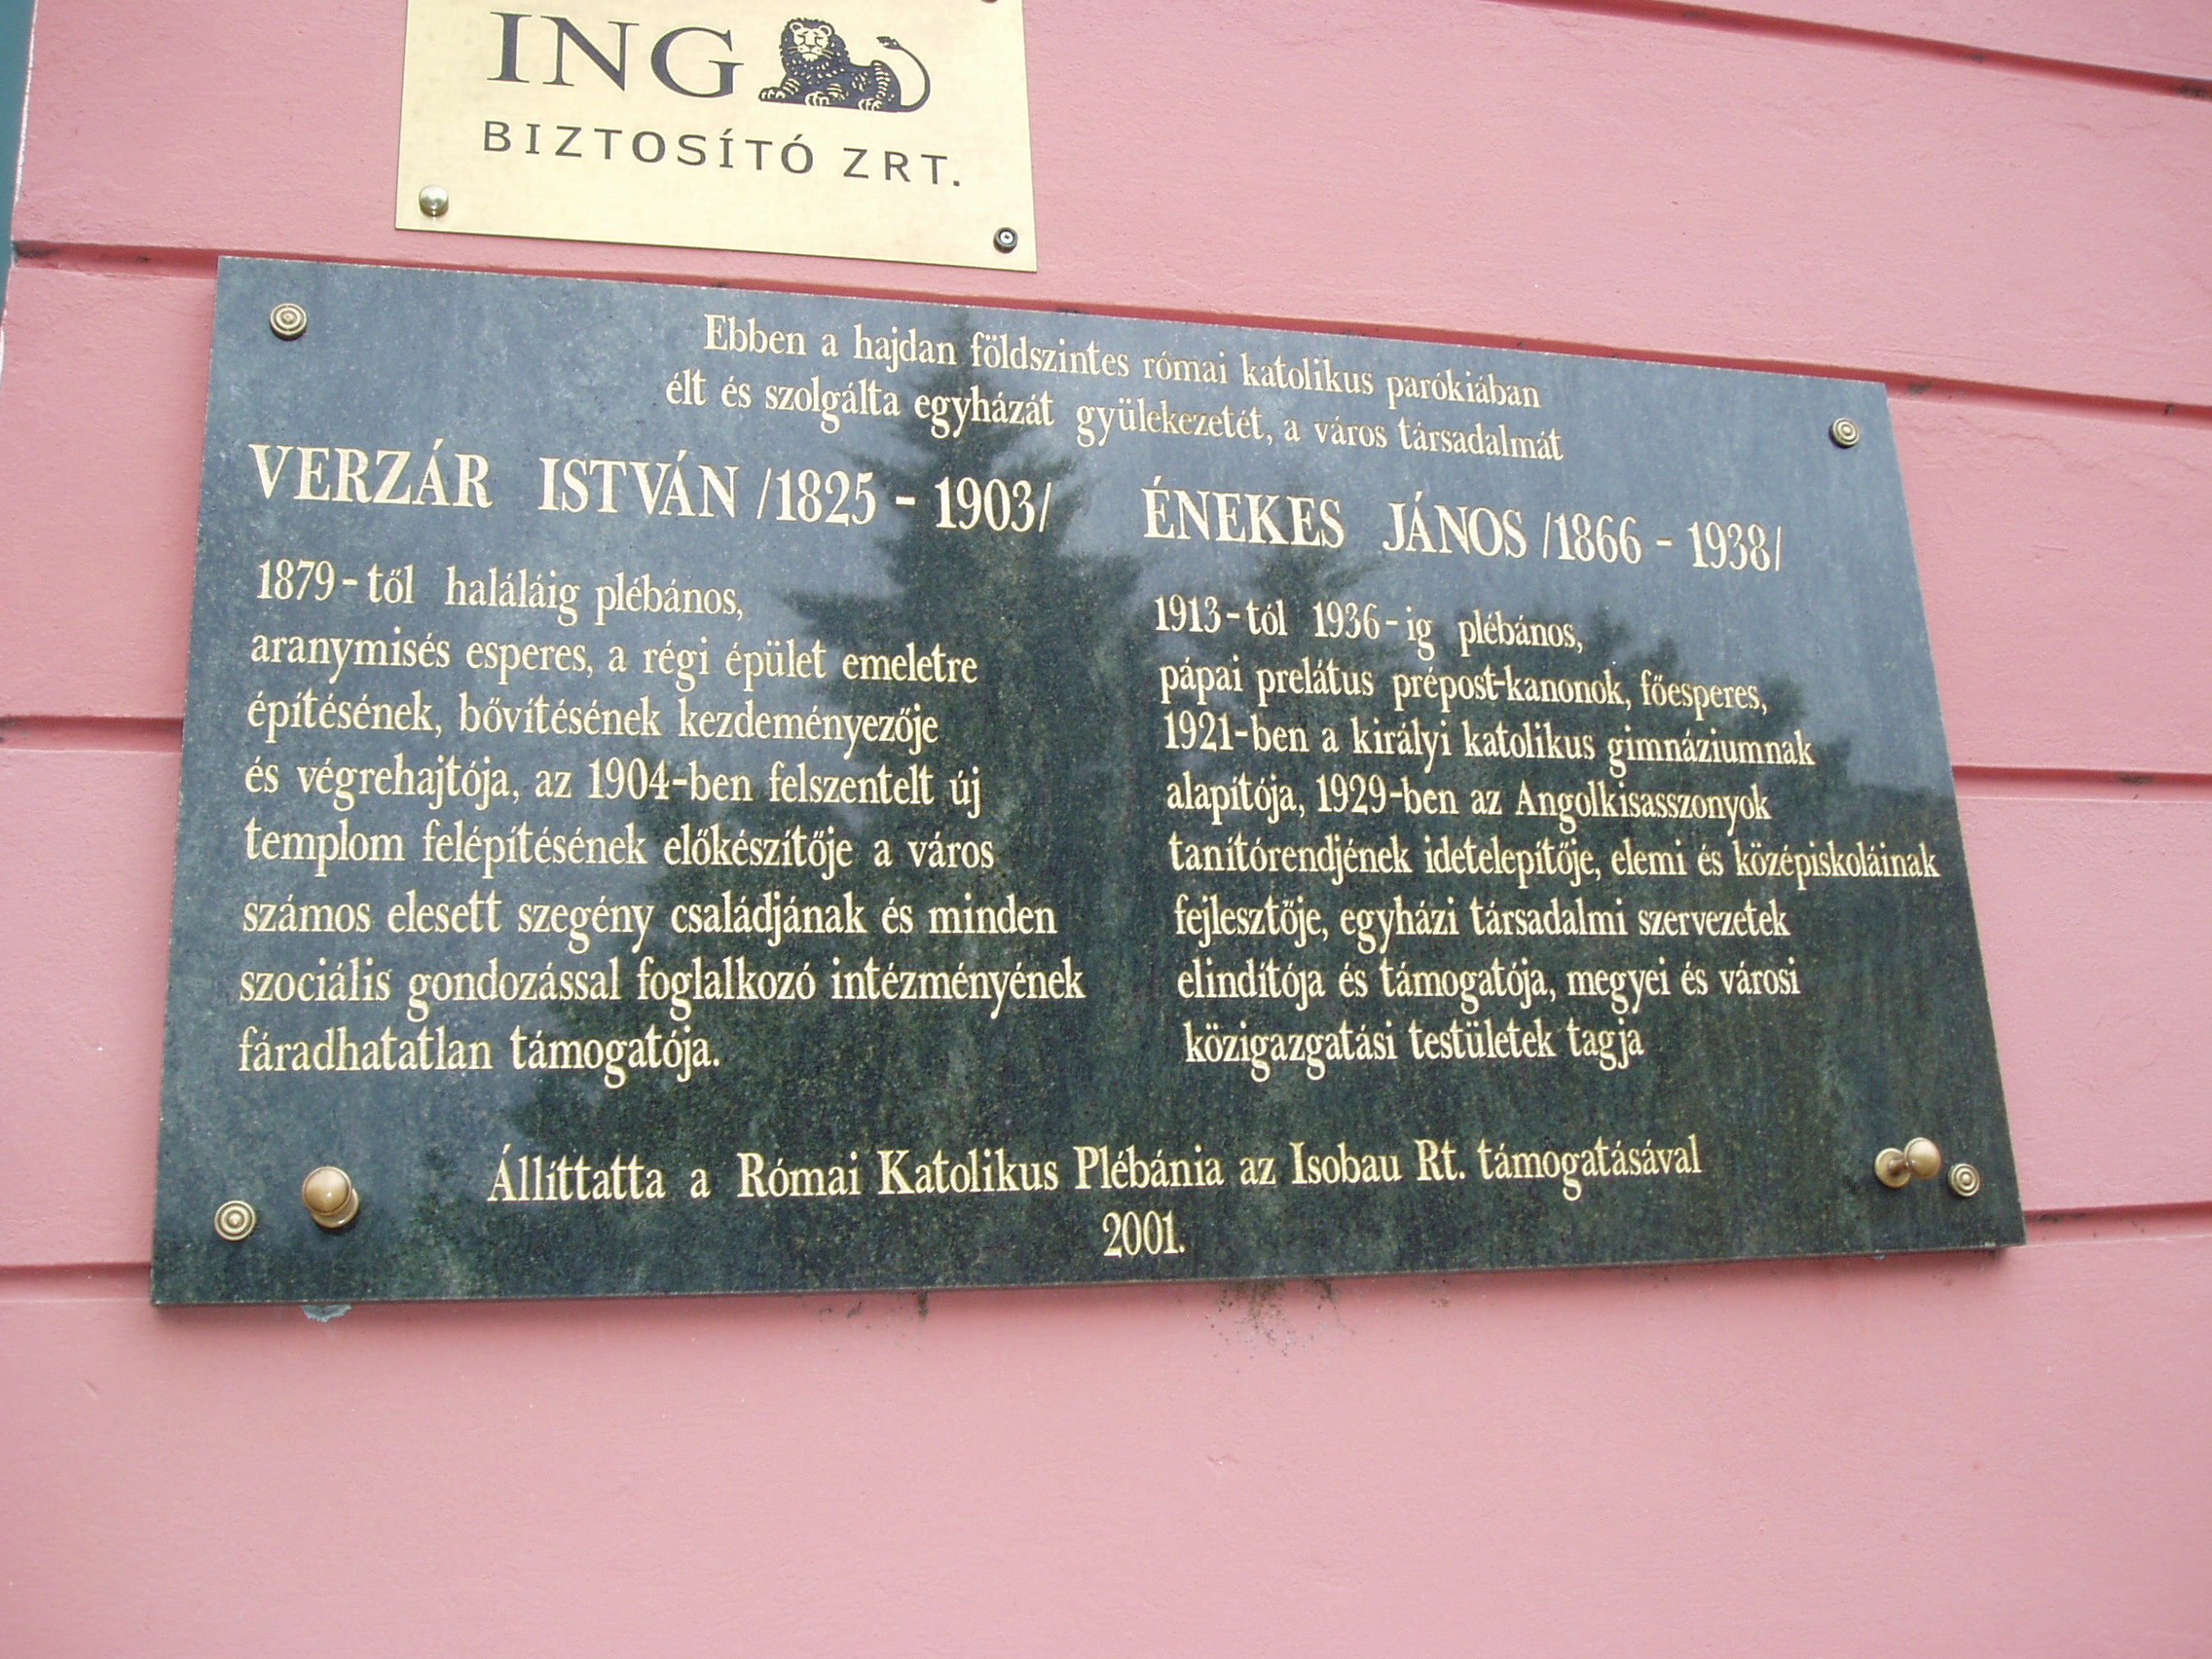 ING
BIZTOSÍTÓ ZRT.
Ebben a hajdan földszintes római katolikus parókiában
élt és szolgálta egyházát gyülekezetét, a város társadalmát
VERZÁR ISTVÁN /1825 - 1903/
1879-től haláláig plébános,
aranymisés esperes, a régi épület emeletre
építésének, bővítésének kezdeményezője
és végrehajtója, az 1904-ben felszentelt új
templom felépítésének előkészítője a város
számos elesett szegény családjának és minden
szociális gondozással foglalkozó intézményének
fáradhatatlan támogatója.
ÉNEKES JÁNOS /1866 - 1938/
1913-tól 1936-ig plébános,
pápai prelátus prépost-kanonok, főesperes,
1921-ben a királyi katolikus gimnáziumnak
alapítója, 1929-ben az Angolkisasszonyok
tanítórendjének idetelepítője, elemi és középiskoláinak
fejlesztője, egyházi társadalmi szervezetek
elindítója és támogatója, megyei és városi
közigazgatási testületek tagja
Állíttatta a Római Katolikus Plébánia az Isobau Rt. támogatásával
2001.